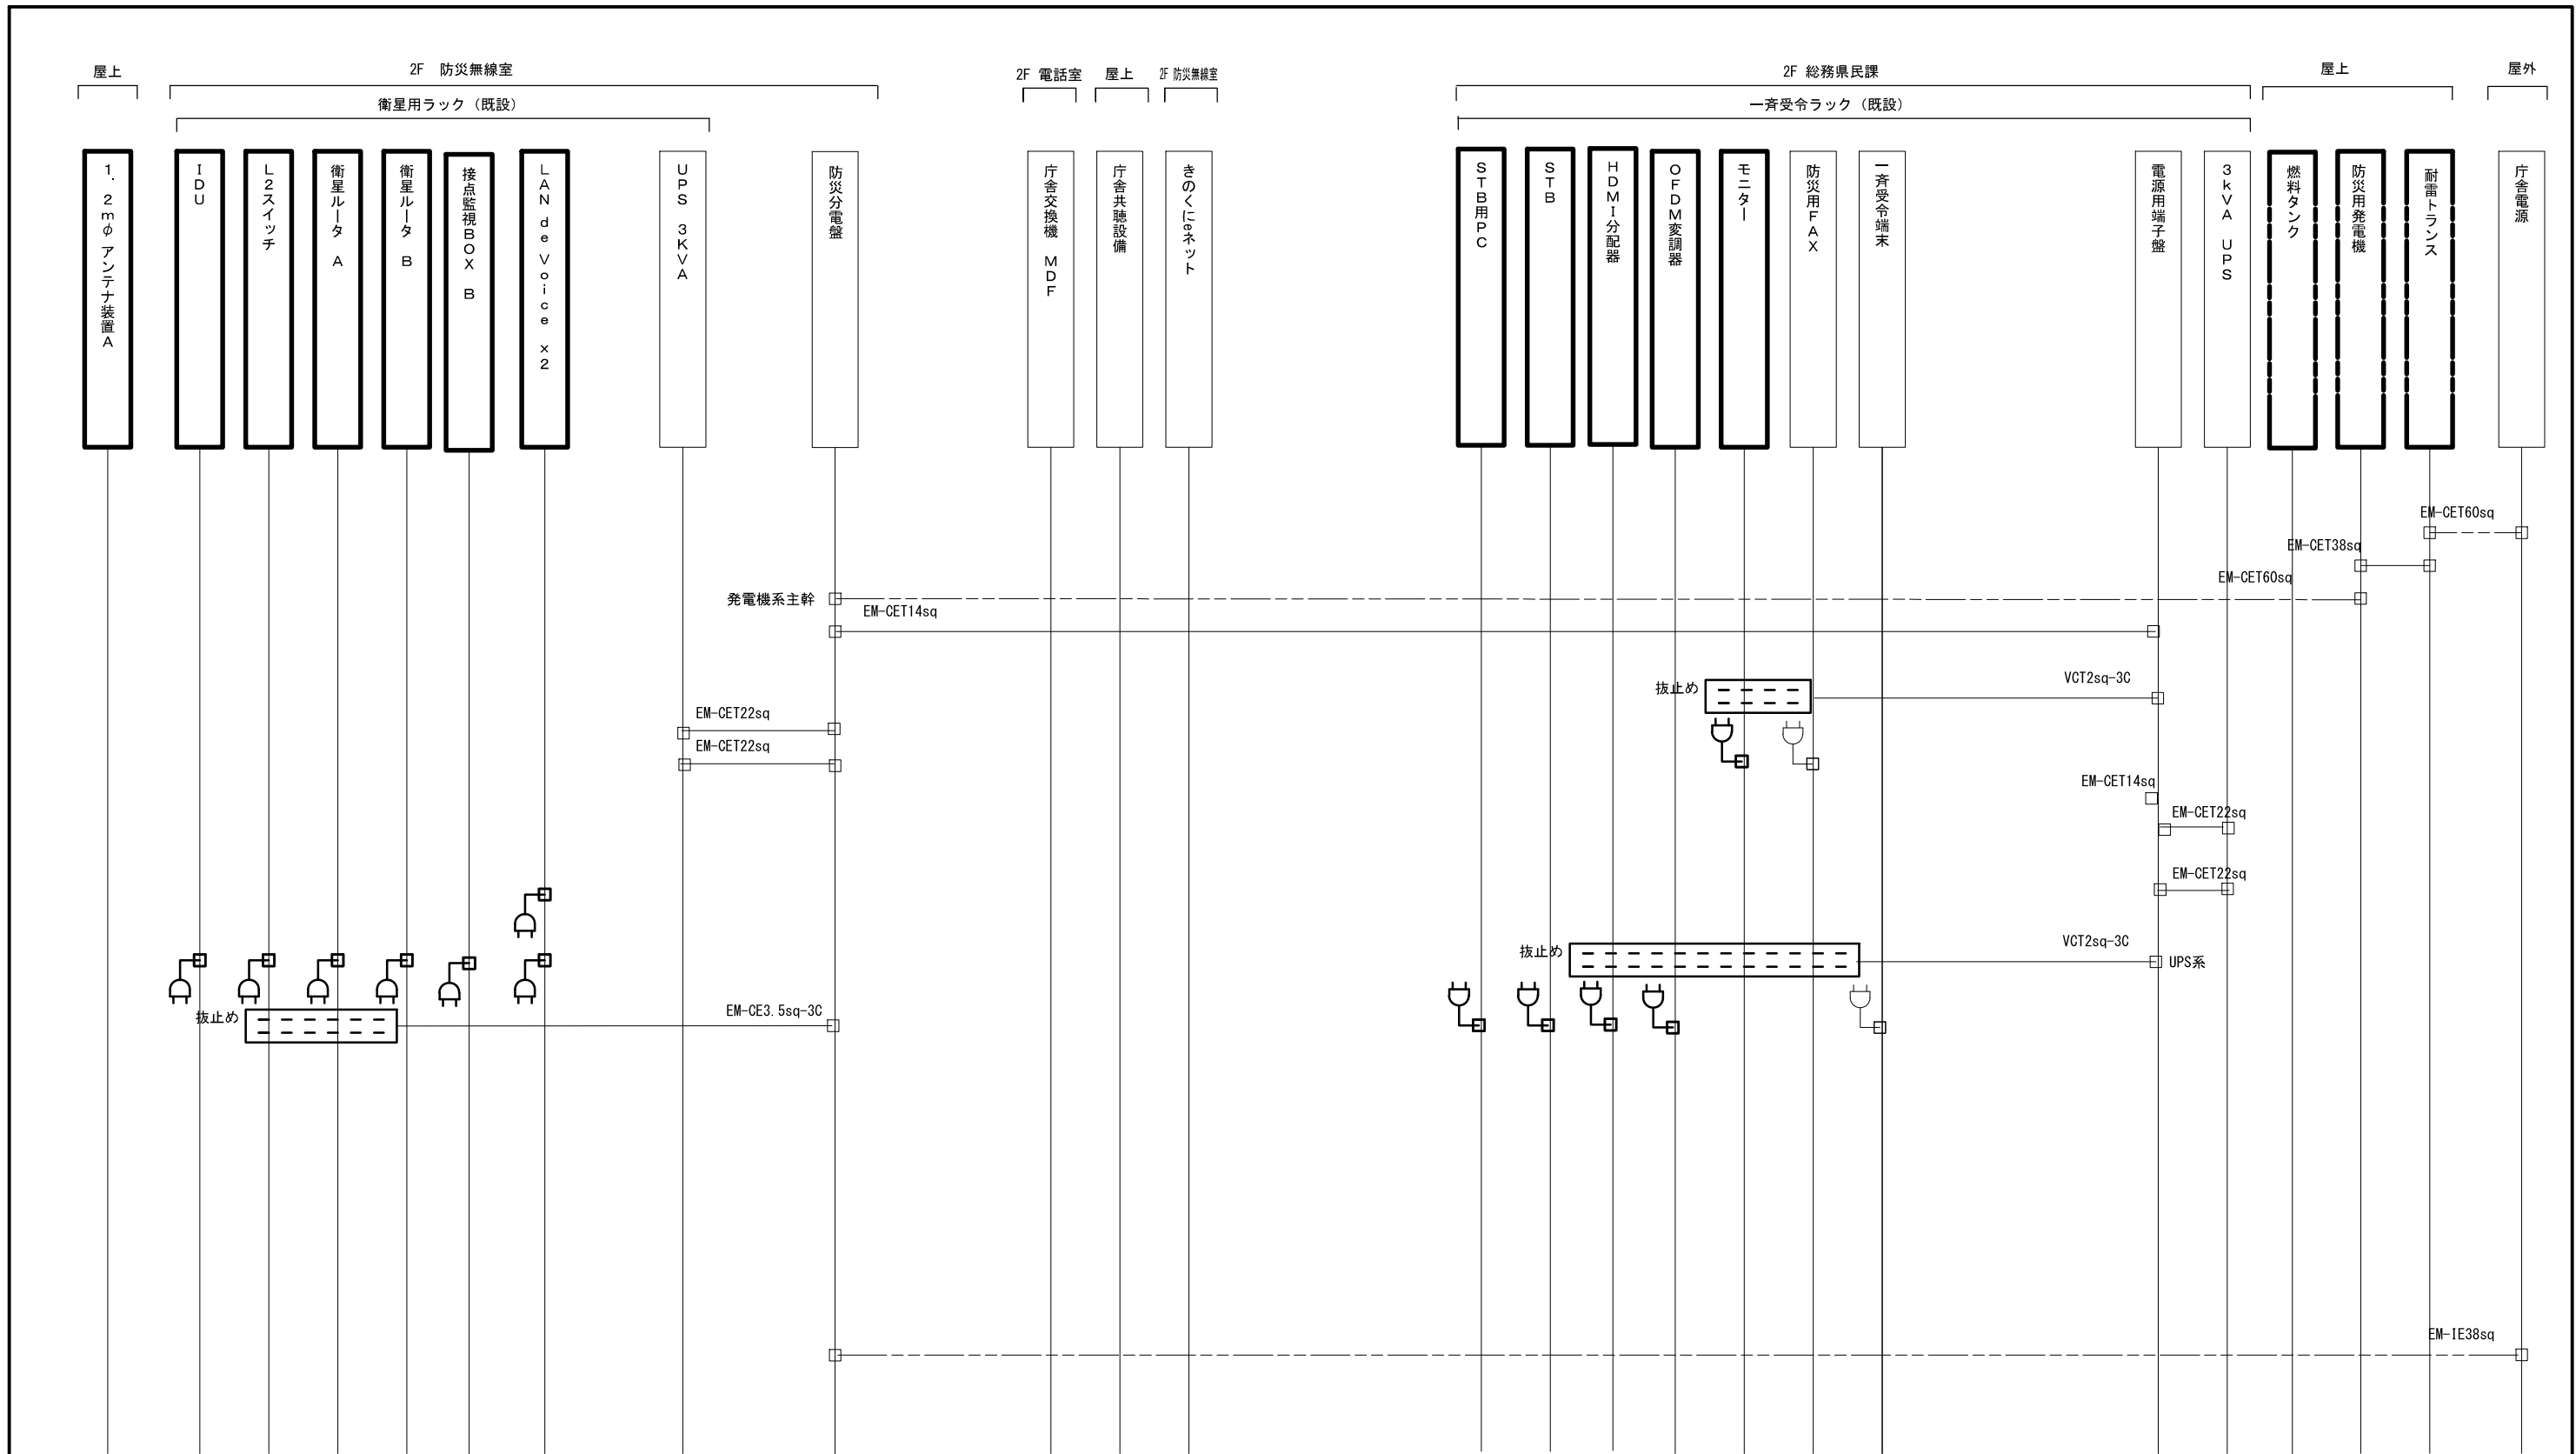 屋上
2F 防災無線室
2F 電話室
屋上
2F 防災無線室
2F 総務県民課
屋上
屋外
衛星用ラック（既設）
一斉受令ラック（既設）
1．2mφ アンテナ装置A
IDU
L2スイッチ
衛星ルータ A
衛星ルータ B
接点監視BOX B
LAN de Voice ×2
UPS 3KVA
防災分電盤
庁舎交換機 MDF
庁舎共聴設備
きのくにeネット
STB用PC
STB
HDMI分配器
OFDM変調器
モニター
防災用FAX
一斉受令端末
電源用端子盤
3kVA UPS
燃料タンク
防災用発電機
耐雷トランス
庁舎電源
EM-CET60sq
EM-CET38sq
EM-CET60sq
発電機系主幹
EM-CET14sq
抜止め
VCT2sq-3C
EM-CET22sq
EM-CET22sq
EM-CET14sq
EM-CET22sq
EM-CET22sq
抜止め
VCT2sq-3C
UPS系
抜止め
EM-CE3.5sq-3C
EM-IE38sq